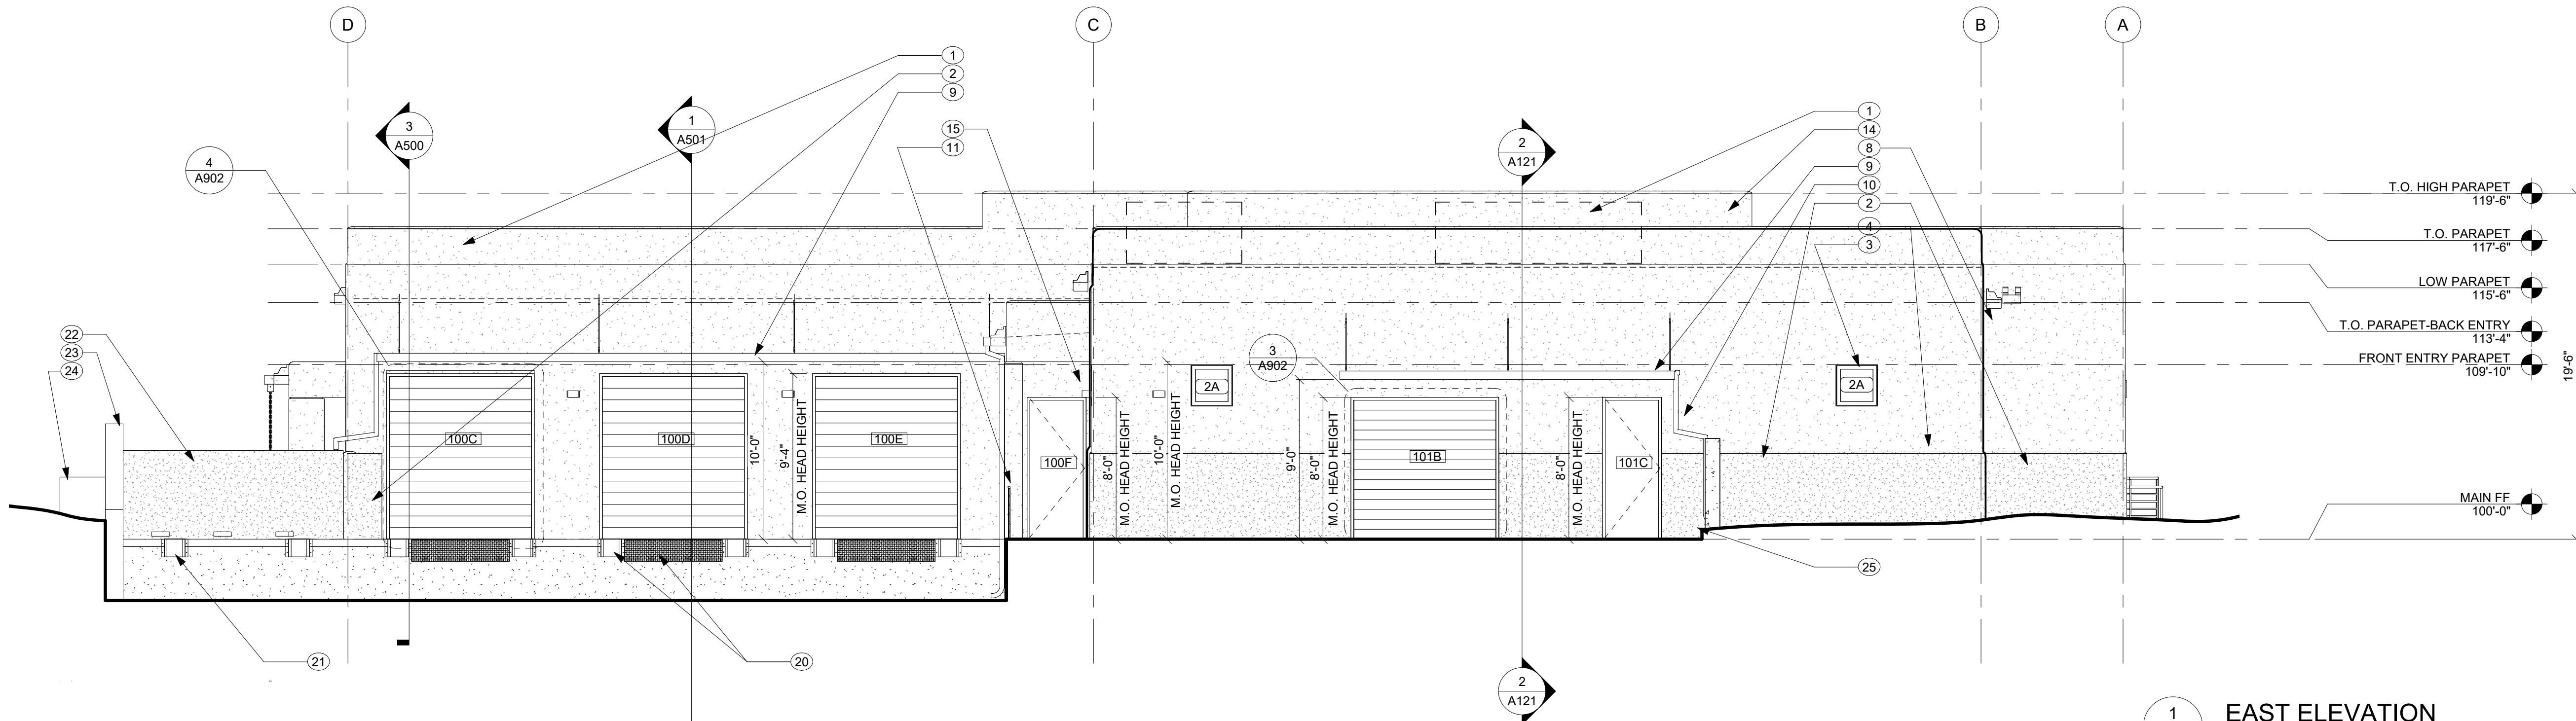 D
C
B
A
1
2
9
15
11
3
A500
1
A501
4
A902
2
A121
1
14
8
9
10
2
4
3
T.O. HIGH PARAPET
119'-6"
T.O. PARAPET
117'-6"
LOW PARAPET
115'-6"
T.O. PARAPET-BACK ENTRY
113'-4"
FRONT ENTRY PARAPET
109'-10"
MAIN FF
100'-0"
19'-6"
22
23
24
3
A902
2A
2A
100C
100D
100E
100F
101B
101C
10'-0"
9'-4"
M.O. HEAD HEIGHT
8'-0"
M.O. HEAD HEIGHT
10'-0"
M.O. HEAD HEIGHT
9'-0"
8'-0"
M.O. HEAD HEIGHT
8'-0"
M.O. HEAD HEIGHT
25
21
20
2
A121
1
EAST ELEVATION